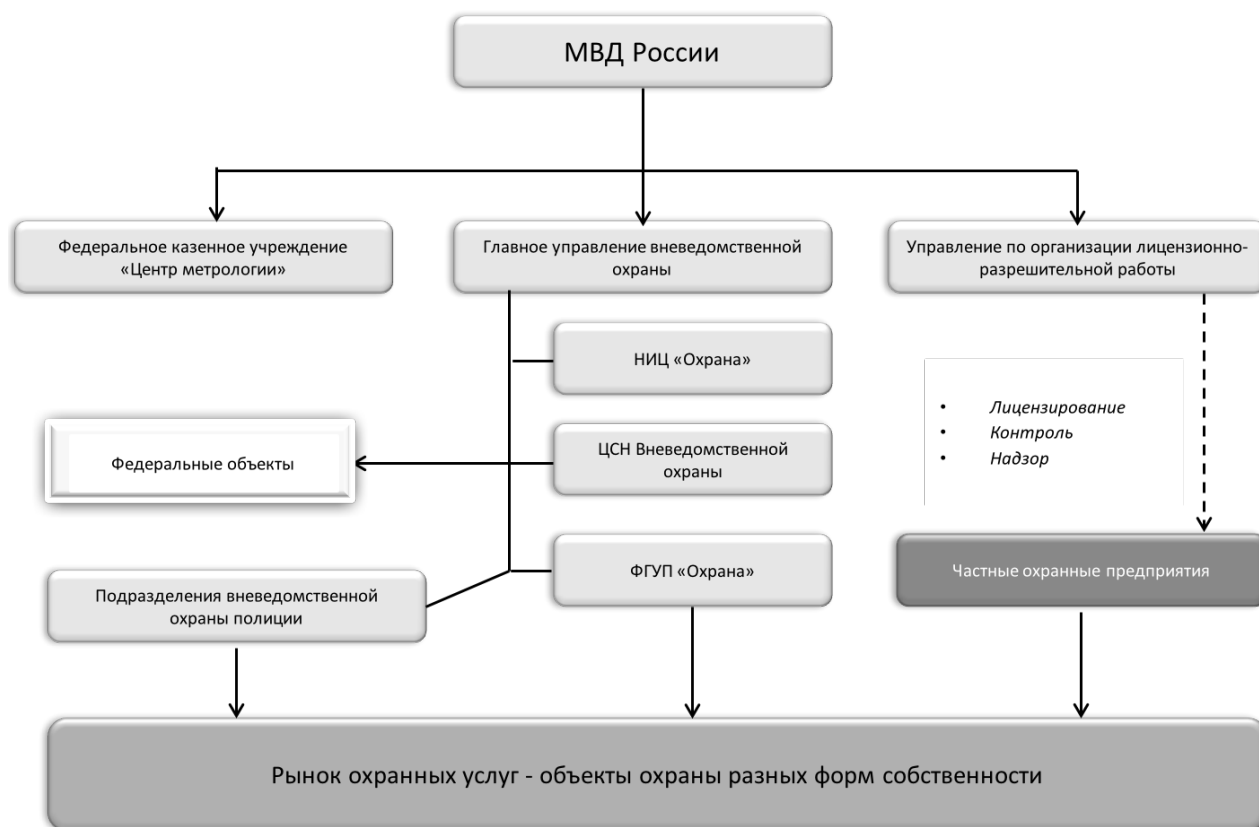 МВД России
Федеральное казенное учреждение
«Центр метрологии»
Главное управление вневедомственной
охраны
Управление по организации лицензионно-
разрешительной работы
НИЦ «Охрана»
• Лицензирование
• Контроль
• Надзор
Федеральные объекты
ЦСН Вневедомственной
охраны
ФГУП «Охрана»
Частные охранные предприятия
Подразделения вневедомственной
охраны полиции
Рынок охранных услуг - объекты охраны разных форм собственности